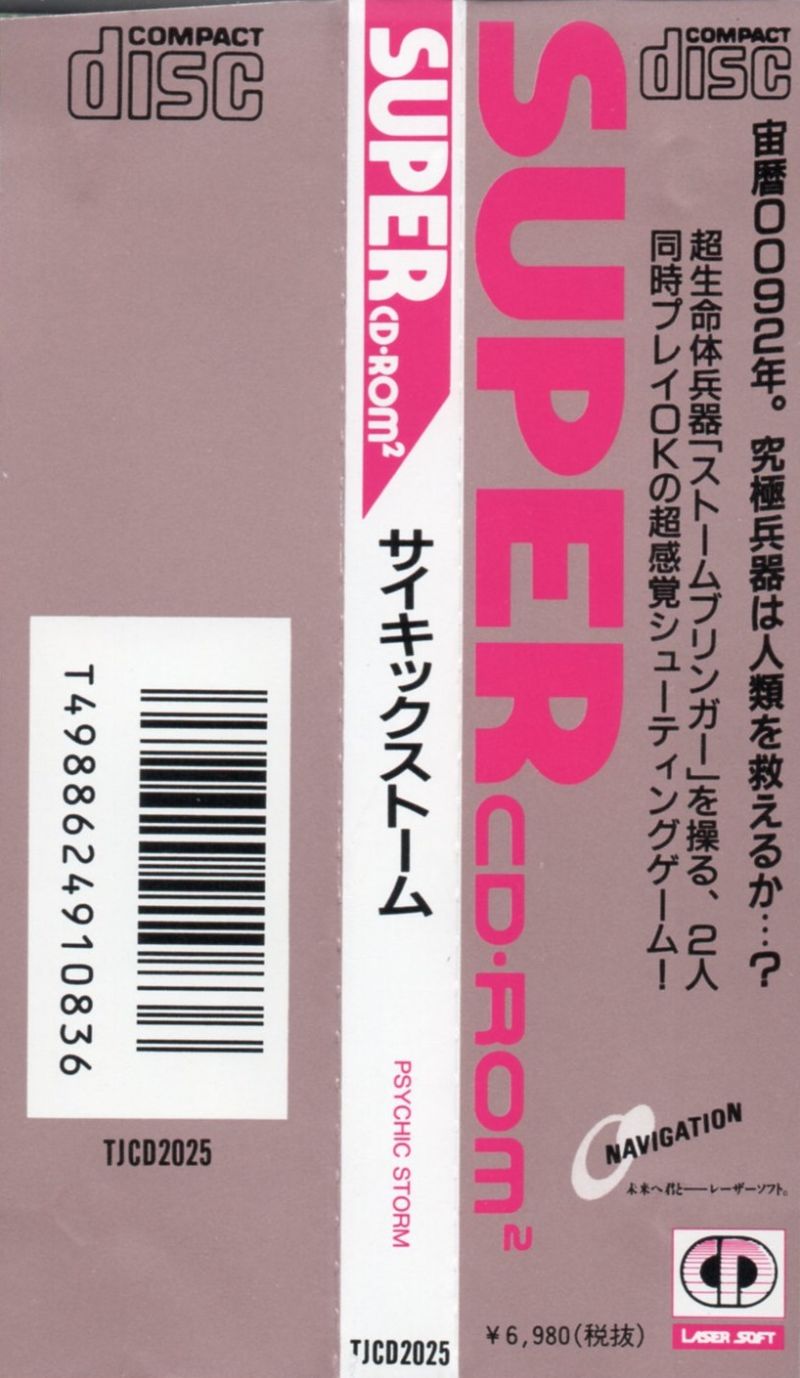 COMPACT
disc
T4988624910836
TJCD2025
SUPER
CD・ROM²
サイキックストーム
PSYCHIC STORM
TJCD2025
SUPER
CD・ROM²
COMPACT
disc
宙暦0092年。究極兵器は人類を救えるか…?
超生命体兵器「ストームブリンガー」を操る、2人
同時プレイOKの超感覚シューティングゲーム!
NAVIGATION
未来へ君と──レーザーソフト。
CD
LASER SOFT
¥6,980(税抜)